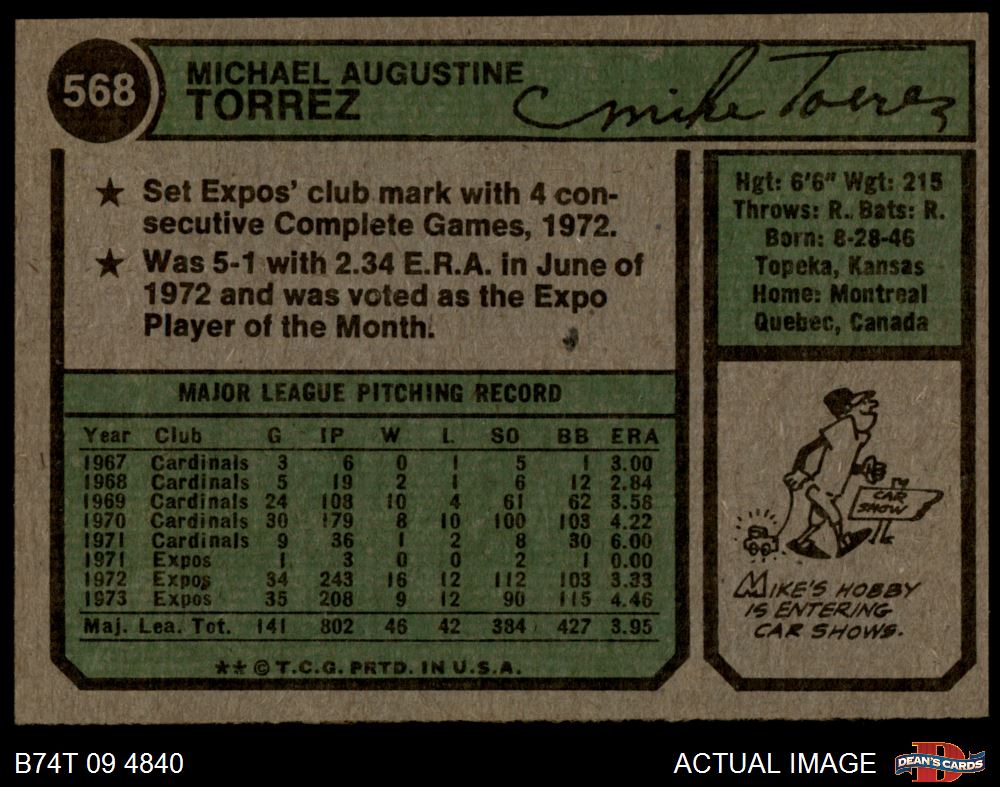 568
MICHAEL AUGUSTINE
TORREZ
Mike Torrez
★ Set Expos' club mark with 4 con-
secutive Complete Games, 1972.
★ Was 5-1 with 2.34 E.R.A. in June of
1972 and was voted as the Expo
Player of the Month.
Hgt: 6'6" Wgt: 215
Throws: R. Bats: R.
Born: 8-28-46
Topeka, Kansas
Home: Montreal
Quebec, Canada
MAJOR LEAGUE PITCHING RECORD
Year Club G IP W L SO BB ERA
1967 Cardinals 3 6 0 1 5 1 3.00
1968 Cardinals 5 19 2 1 6 12 2.84
1969 Cardinals 24 108 10 4 61 62 3.58
1970 Cardinals 30 179 8 10 100 103 4.22
1971 Cardinals 9 36 1 2 8 30 6.00
1971 Expos 1 3 0 0 2 1 0.00
1972 Expos 34 243 16 12 112 103 3.33
1973 Expos 35 208 9 12 90 115 4.46
Maj. Lea. Tot. 141 802 46 42 384 427 3.95
★★ © T.C.G. PRTD. IN U.S.A.
CAR
SHOW
MIKE'S HOBBY
IS ENTERING
CAR SHOWS.
B74T 09 4840
ACTUAL IMAGE
DEAN'S CARDS